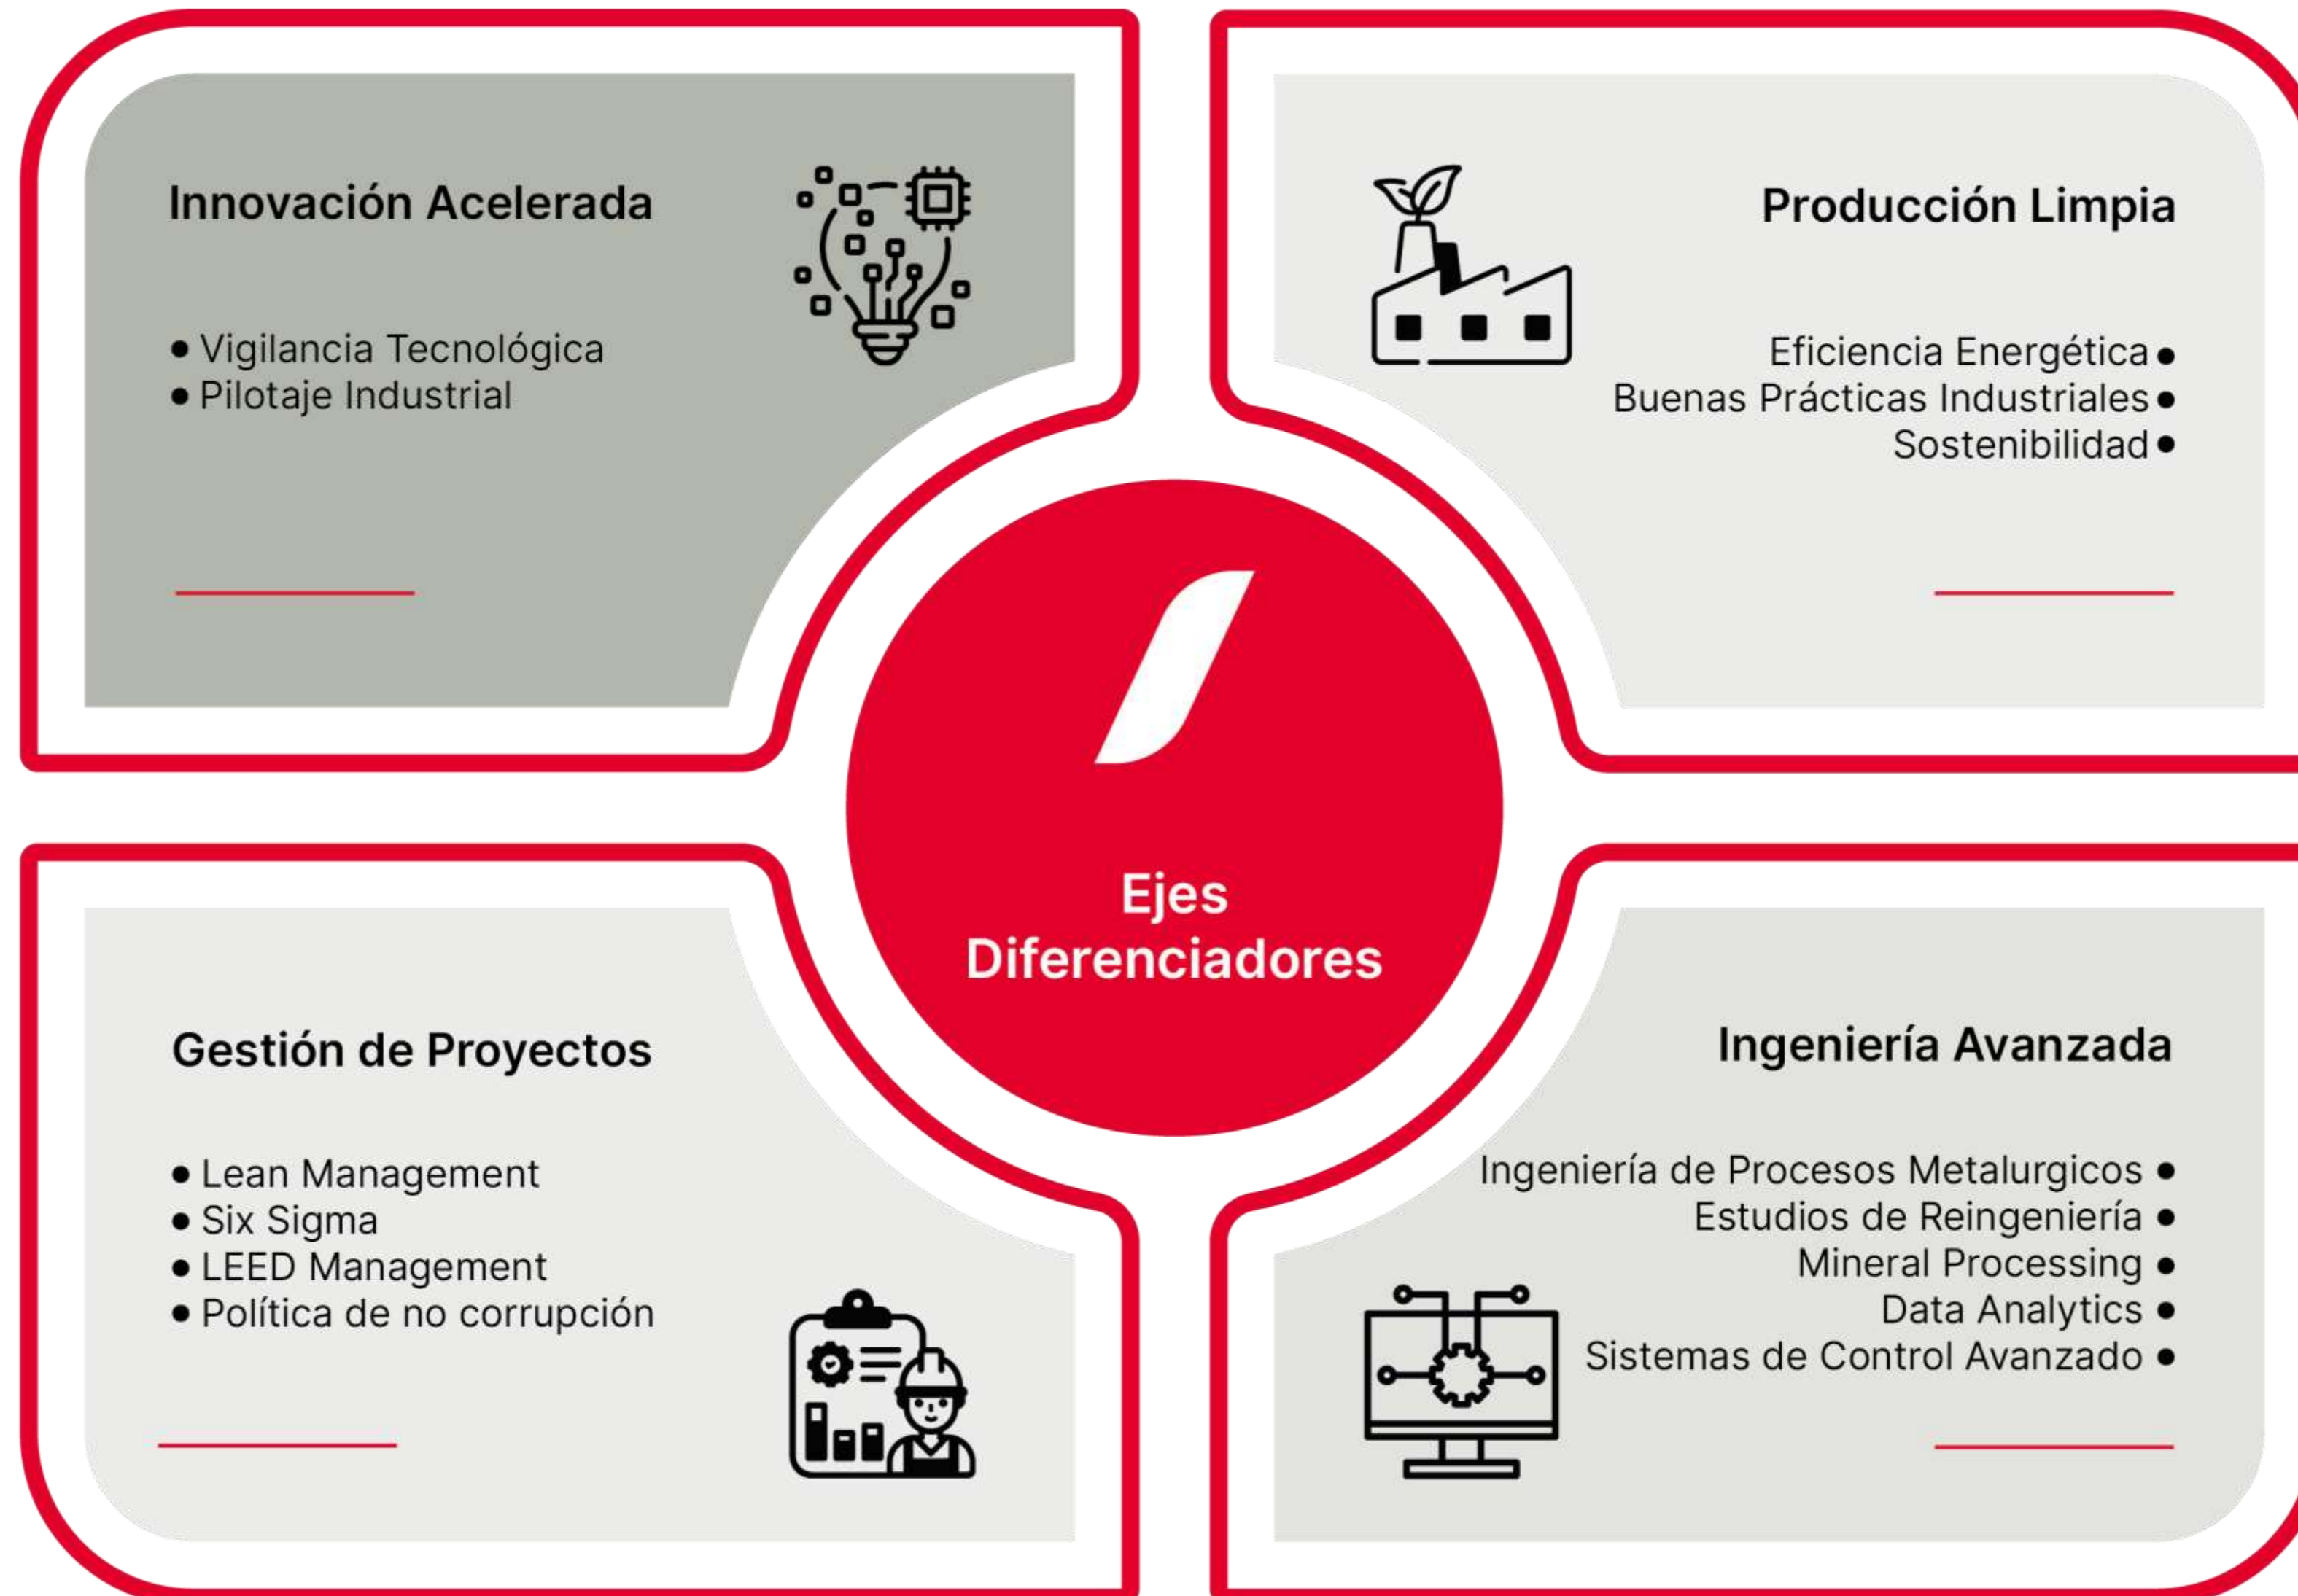 Innovación Acelerada
• Vigilancia Tecnológica
• Pilotaje Industrial
Producción Limpia
Eficiencia Energética •
Buenas Prácticas Industriales •
Sostenibilidad •
Ejes
Diferenciadores
Gestión de Proyectos
• Lean Management
• Six Sigma
• LEED Management
• Política de no corrupción
Ingeniería Avanzada
Ingeniería de Procesos Metalurgicos •
Estudios de Reingeniería •
Mineral Processing •
Data Analytics •
Sistemas de Control Avanzado •